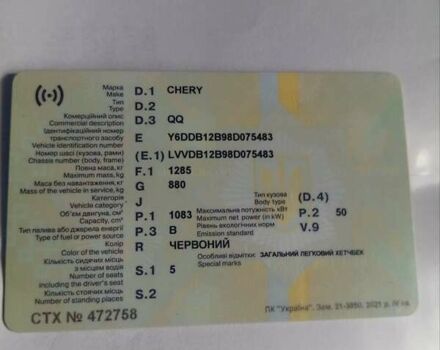 Марка
Make
D.1 CHERY
Тип
Type
D.2
Комерційний опис
Commercial description
D.3 QQ
Ідентифікаційний номер
транспортного засобу
Vehicle identification number
E Y6DDB12B98D075483
Номер шасі (кузова, рами)
Chassis number (body, frame)
(E.1) LVVDB12B98D075483
Повна маса, кг
Maximum mass, kg
F.1 1285
Маса без навантаження, кг
Mass of the vehicle in service, kg
G 880
Категорія
Vehicle category
J
Тип кузова
Body type
(D.4)
Об'єм двигуна, см³
Capacity, cm³
P.1 1083
Максимальна потужність кВт
Maximum net power (in kW)
P.2 50
Тип палива або джерела енергії
Type of fuel or power source
P.3 B
Рівень екологічних норм
Emission standard
V.9
Колір
Color of the vehicle
R ЧЕРВОНИЙ
Особливі відмітки: ЗАГАЛЬНИЙ ЛЕГКОВИЙ ХЕТЧБЕК
Special marks
Кількість сидячих місць
з місцем водія
Number of seats
including the driver's seat
S.1 5
Кількість стоячих місць
Number of standing places
S.2
СТХ № 472758
ПК "Україна". Зам. 21-3850. 2021 р. IV кв.